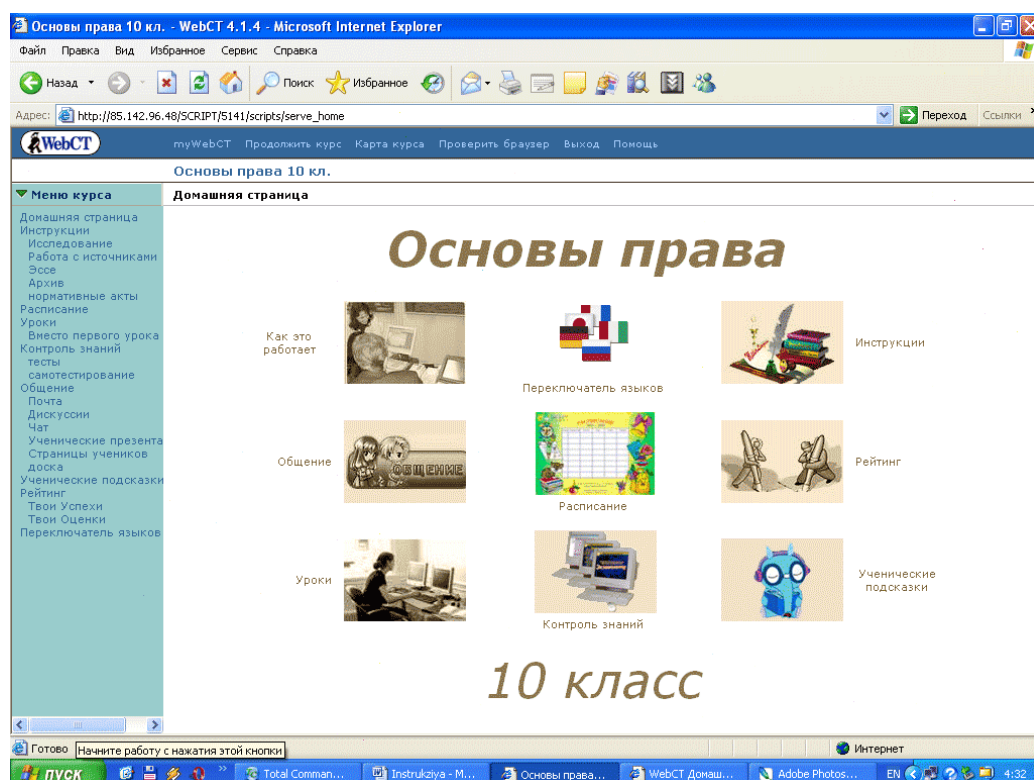 Основы права 10 кл. - WebCT 4.1.4 - Microsoft Internet Explorer
Файл Правка Вид Избранное Сервис Справка
Назад Поиск Избранное
Адрес: http://85.142.96.48/SCRIPT/5141/scripts/serve_home Переход Ссылки »
WebCT myWebCT Продолжить курс Карта курса Проверить браузер Выход Помощь
Основы права 10 кл.
Меню курса
Домашняя страница
Домашняя страница
Инструкции
Исследование
Работа с источниками
Эссе
Архив
нормативные акты
Расписание
Уроки
Вместо первого урока
Контроль знаний
тесты
самотестирование
Общение
Почта
Дискуссии
Чат
Ученические презента
Страницы учеников
доска
Ученические подсказки
Рейтинг
Твои Успехи
Твои Оценки
Переключатель языков
Основы права
Как это
работает
Переключатель языков
Инструкции
Общение
ОБЩЕНИЕ
Расписание
Рейтинг
Уроки
Контроль знаний
Ученические
подсказки
10 класс
Готово
Начните работу с нажатия этой кнопки
Интернет
пуск
Total Comman...
Instrukziya - M...
Основы права...
WebCT Домаш...
Adobe Photos...
EN
4:32